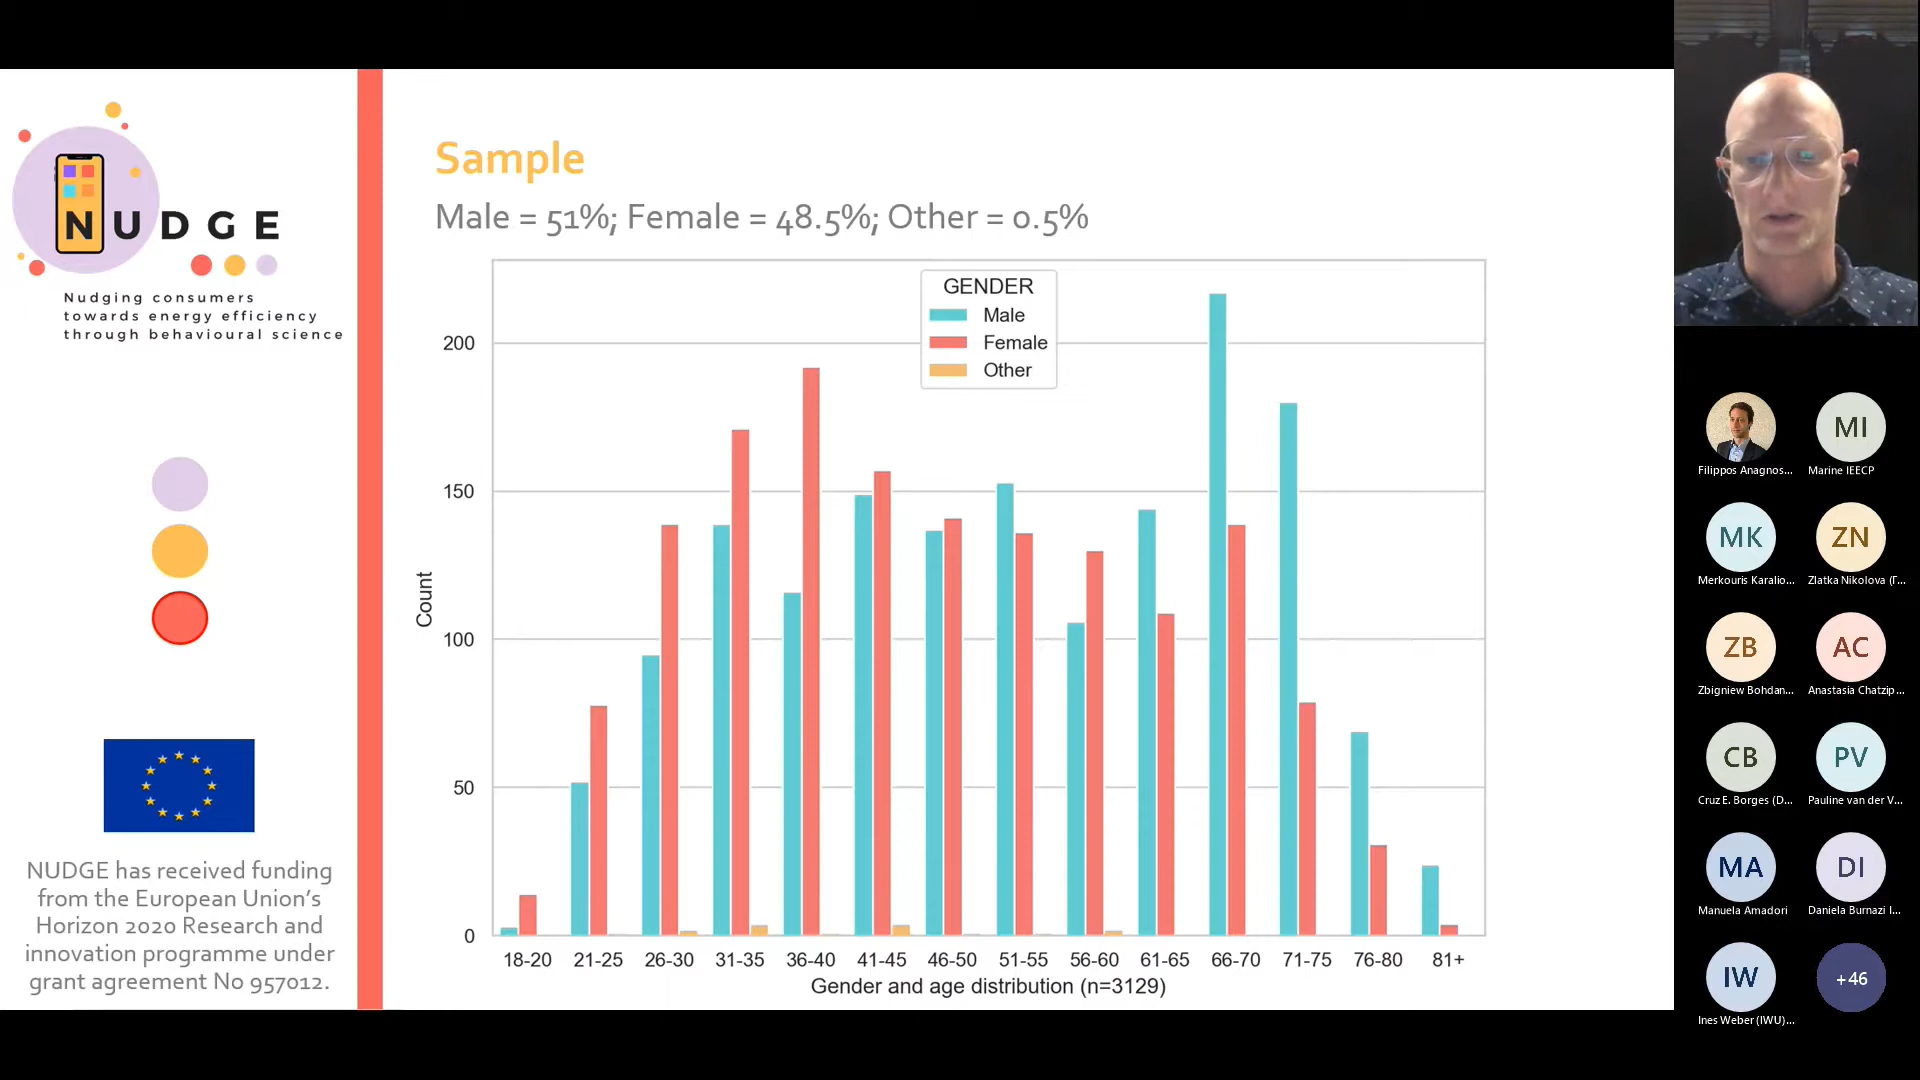 NUDGE
Nudging consumers
towards energy efficiency
through behavioural science
NUDGE has received funding
from the European Union's
Horizon 2020 Research and
innovation programme under
grant agreement No 957012.
Sample
Male = 51%; Female = 48.5%; Other = 0.5%
GENDER
Male
Female
Other
Count
200
150
100
50
0
18-20 21-25 26-30 31-35 36-40 41-45 46-50 51-55 56-60 61-65 66-70 71-75 76-80 81+
Gender and age distribution (n=3129)
MI
Filippos Anagnos... Marine IEECP
MK ZN
Merkouris Karalio... Zlatka Nikolova (Г...
ZB AC
Zbigniew Bohdan... Anastasia Chatzip...
CB PV
Cruz E. Borges (D... Pauline van der V...
MA DI
Manuela Amadori Daniela Burnazi I...
IW +46
Ines Weber (IWU)...